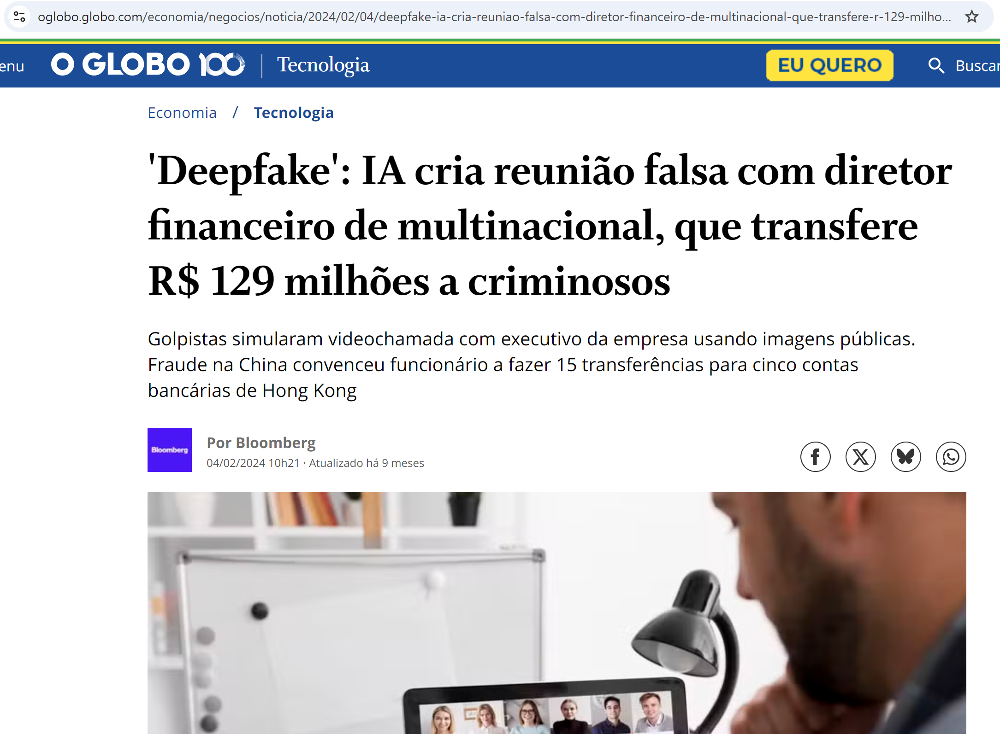 oglobo.globo.com/economia/negocios/noticia/2024/02/04/deepfake-ia-cria-reuniao-falsa-com-diretor-financeiro-de-multinacional-que-transfere-r-129-milho...
enu
O GLOBO 100
Tecnologia
EU QUERO
Buscar
Economia / Tecnologia
'Deepfake': IA cria reunião falsa com diretor
financeiro de multinacional, que transfere
R$ 129 milhões a criminosos
Golpistas simularam videochamada com executivo da empresa usando imagens públicas.
Fraude na China convenceu funcionário a fazer 15 transferências para cinco contas
bancárias de Hong Kong
Bloomberg
Por Bloomberg
04/02/2024 10h21 · Atualizado há 9 meses